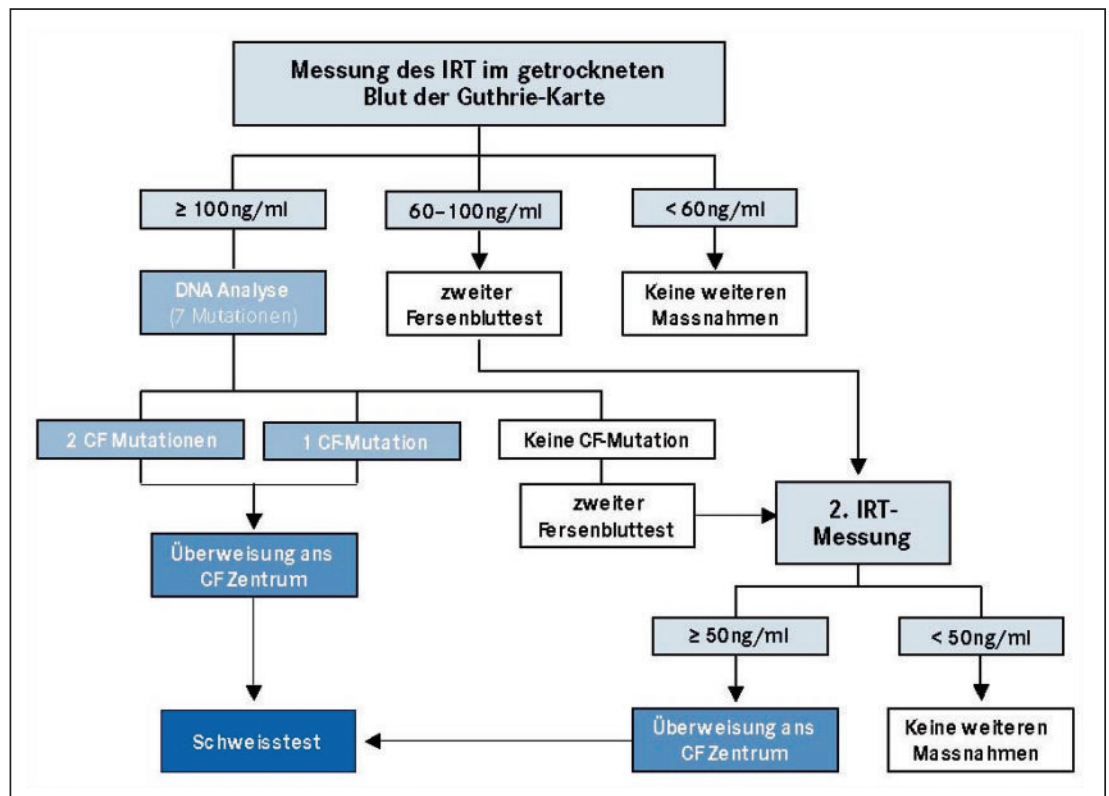 Messung des IRT im getrockneten
Blut der Guthrie-Karte
≥ 100ng/ml
60–100ng/ml
< 60ng/ml
DNA Analyse
(7 Mutationen)
zweiter
Fersenbluttest
Keine weiteren
Massnahmen
2 CF Mutationen
1 CF-Mutation
Keine CF-Mutation
zweiter
Fersenbluttest
2. IRT-
Messung
Überweisung ans
CF Zentrum
≥ 50ng/ml
< 50ng/ml
Schweisstest
Überweisung ans
CF Zentrum
Keine weiteren
Massnahmen